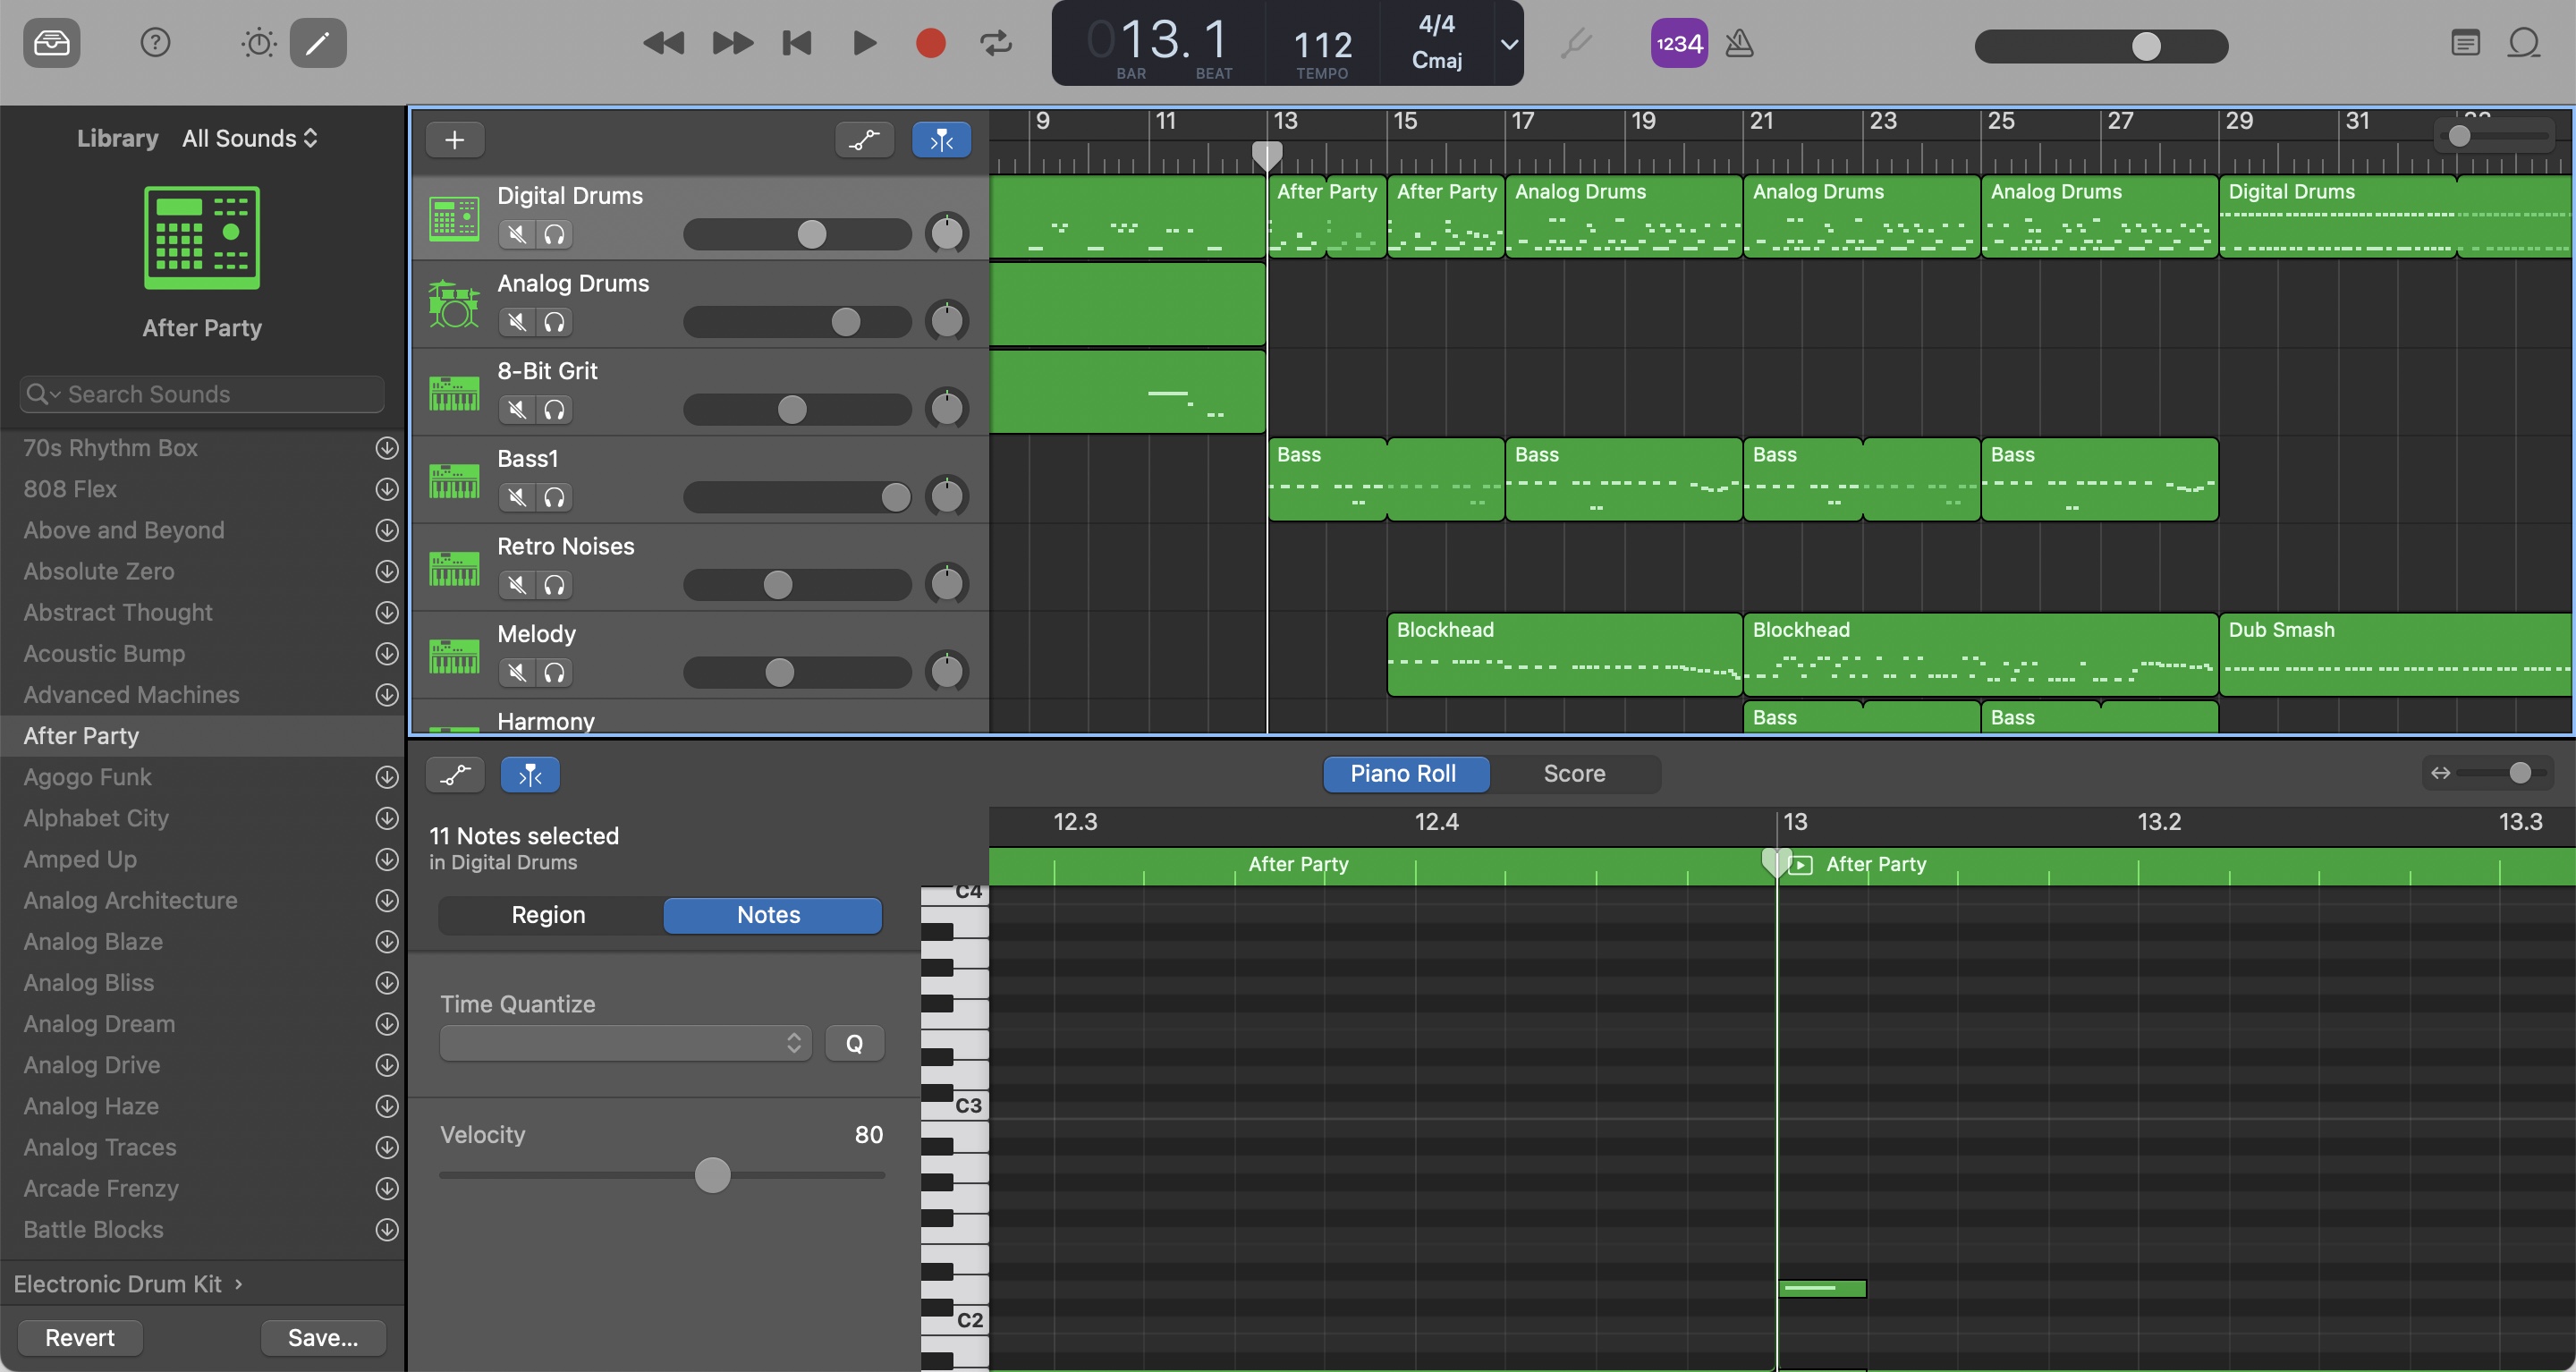 013. 1
BAR BEAT
112
TEMPO
4/4
Cmaj
1234
Library All Sounds
After Party
Search Sounds
70s Rhythm Box
808 Flex
Above and Beyond
Absolute Zero
Abstract Thought
Acoustic Bump
Advanced Machines
After Party
Agogo Funk
Alphabet City
Amped Up
Analog Architecture
Analog Blaze
Analog Bliss
Analog Dream
Analog Drive
Analog Haze
Analog Traces
Arcade Frenzy
Battle Blocks
Electronic Drum Kit >
Revert Save...
9 11 13 15 17 19 21 23 25 27 29 31
Digital Drums
After Party After Party Analog Drums Analog Drums Analog Drums Digital Drums
Analog Drums
8-Bit Grit
Bass1
Bass Bass Bass Bass
Retro Noises
Melody
Blockhead Blockhead Dub Smash
Harmony
Bass Bass
Piano Roll Score
12.3 12.4 13 13.2 13.3
11 Notes selected
in Digital Drums
After Party After Party
Region Notes
Time Quantize
Q
Velocity 80
C4
C3
C2